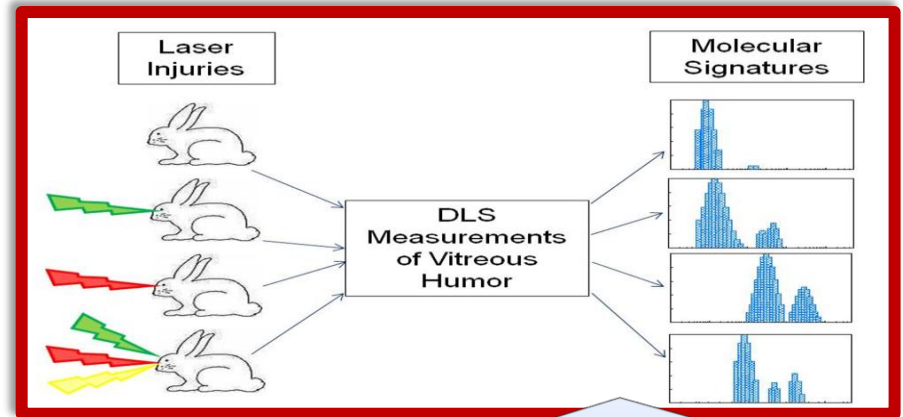 Laser
Injuries
Molecular
Signatures
DLS
Measurements
of Vitreous
Humor